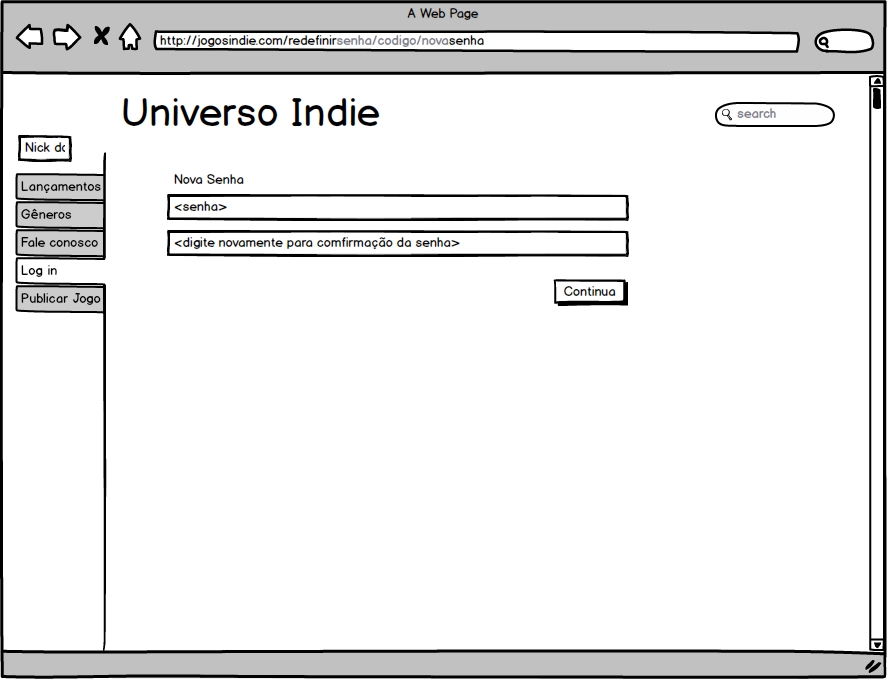 A Web Page
http://jogosindie.com/redefinirsenha/codigo/novasenha
Universo Indie
search
Nick do
Nova Senha
Lançamentos
<senha>
Gêneros
Fale conosco
<digite novamente para comfirmação da senha>
Log in
Continua
Publicar Jogo